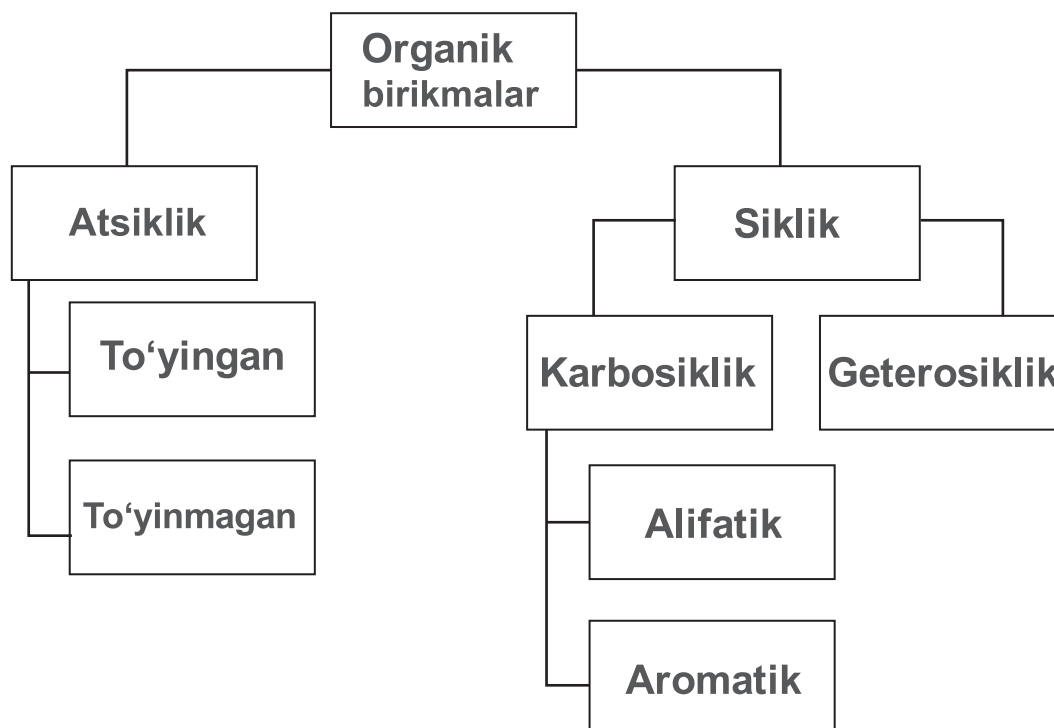 Organik
birikmalar
Atsiklik
Siklik
To‘yingan
Karbosiklik
Geterosiklik
To‘yinmagan
Alifatik
Aromatik